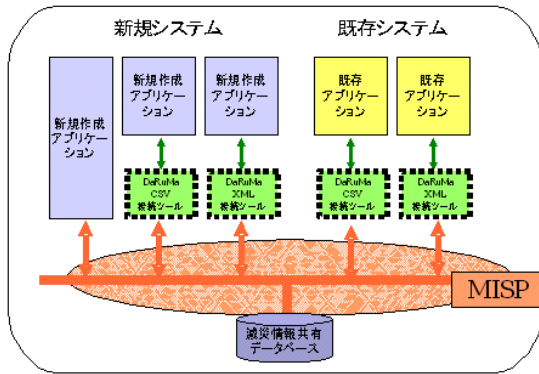 新規システム
既存システム
新規作成
アプリケー
ション
新規作成
アプリケー
ション
新規作成
アプリケー
ション
既存
アプリケー
ション
既存
アプリケー
ション
DaRuMa
CSV
接続ツール
DaRuMa
XML
接続ツール
DaRuMa
CSV
接続ツール
DaRuMa
XML
接続ツール
MISP
減災情報共有
データベース